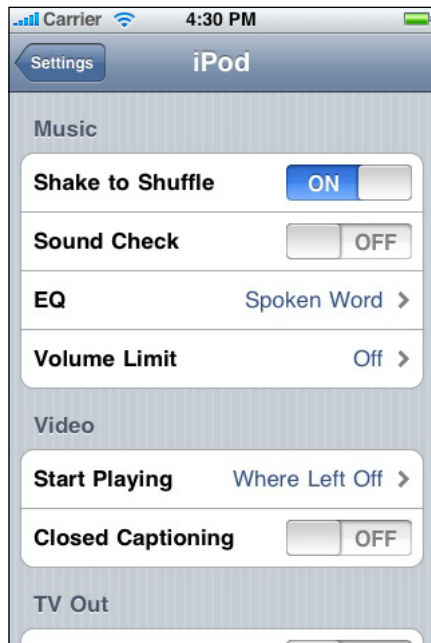 Carrier 4:30 PM
Settings iPod
Music
Shake to Shuffle ON
Sound Check OFF
EQ Spoken Word
Volume Limit Off
Video
Start Playing Where Left Off
Closed Captioning OFF
TV Out